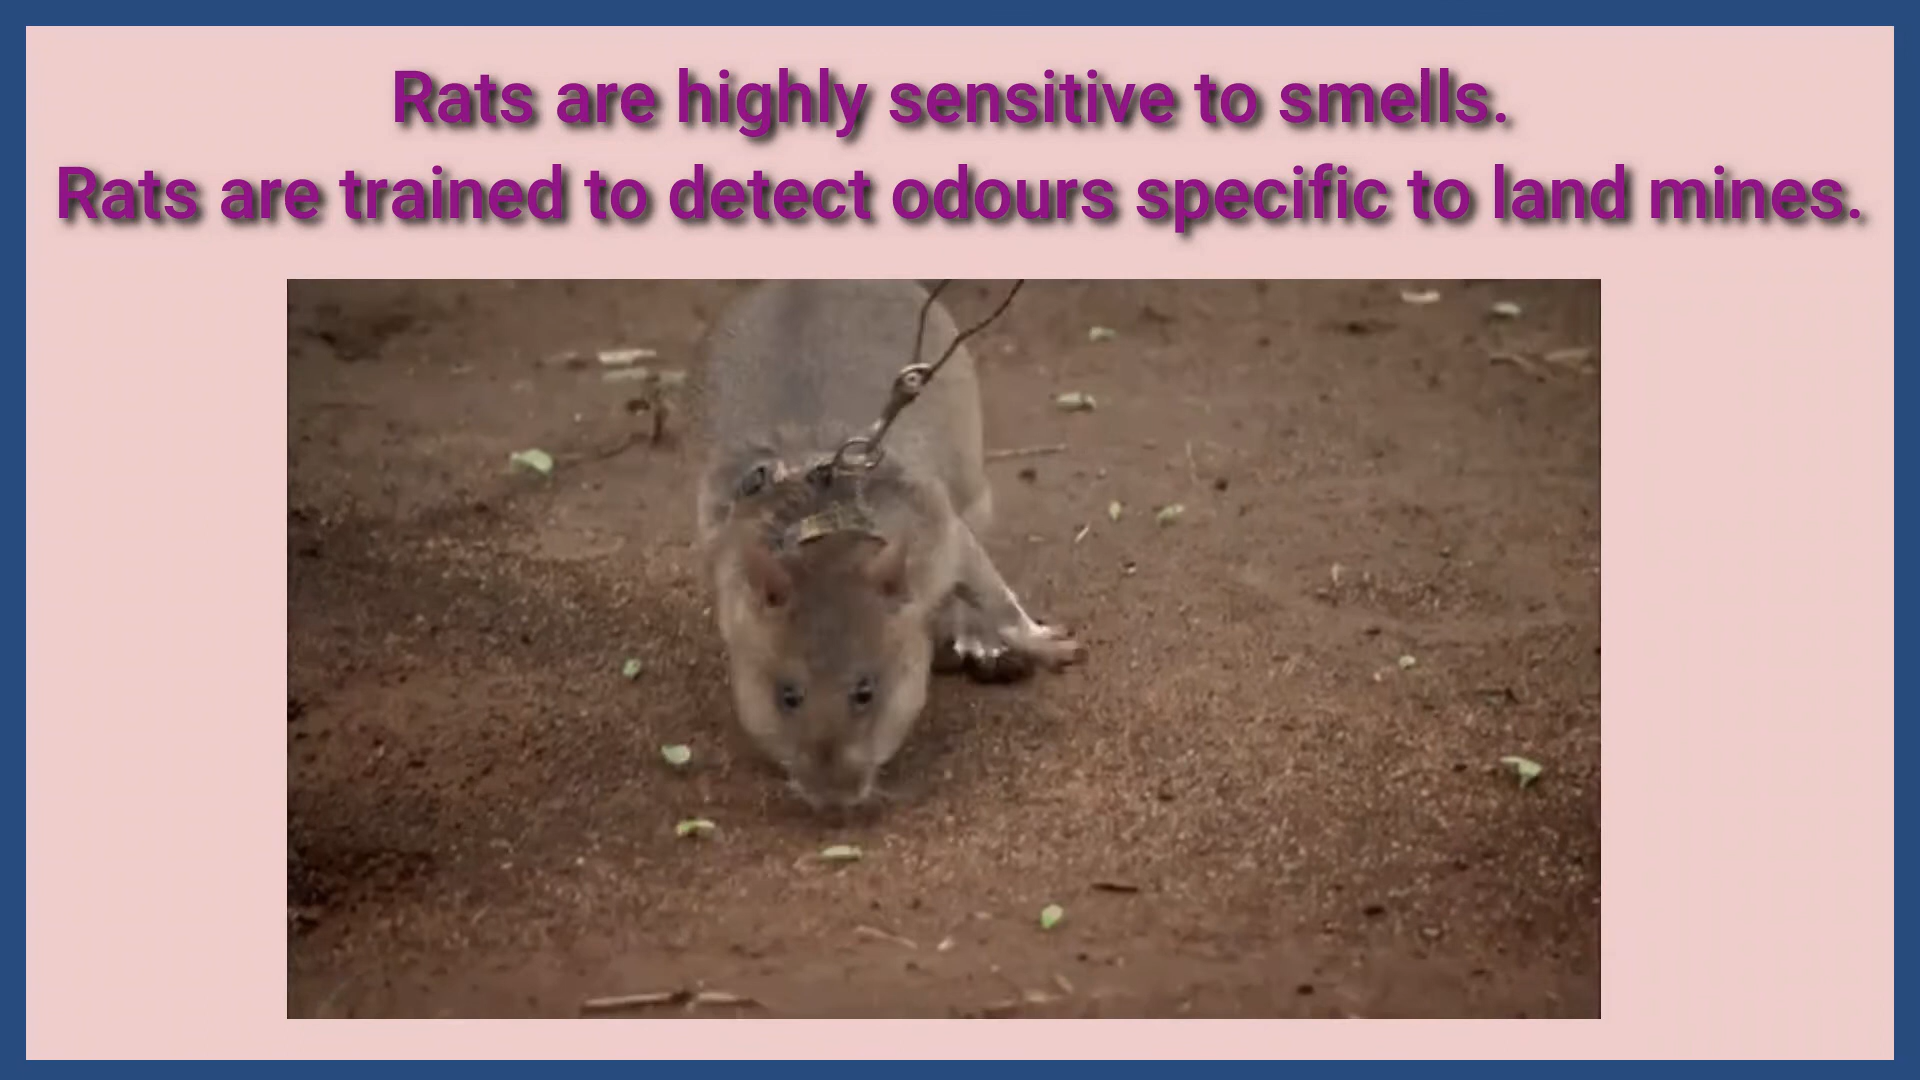 Rats are highly sensitive to smells.
Rats are trained to detect odours specific to land mines.